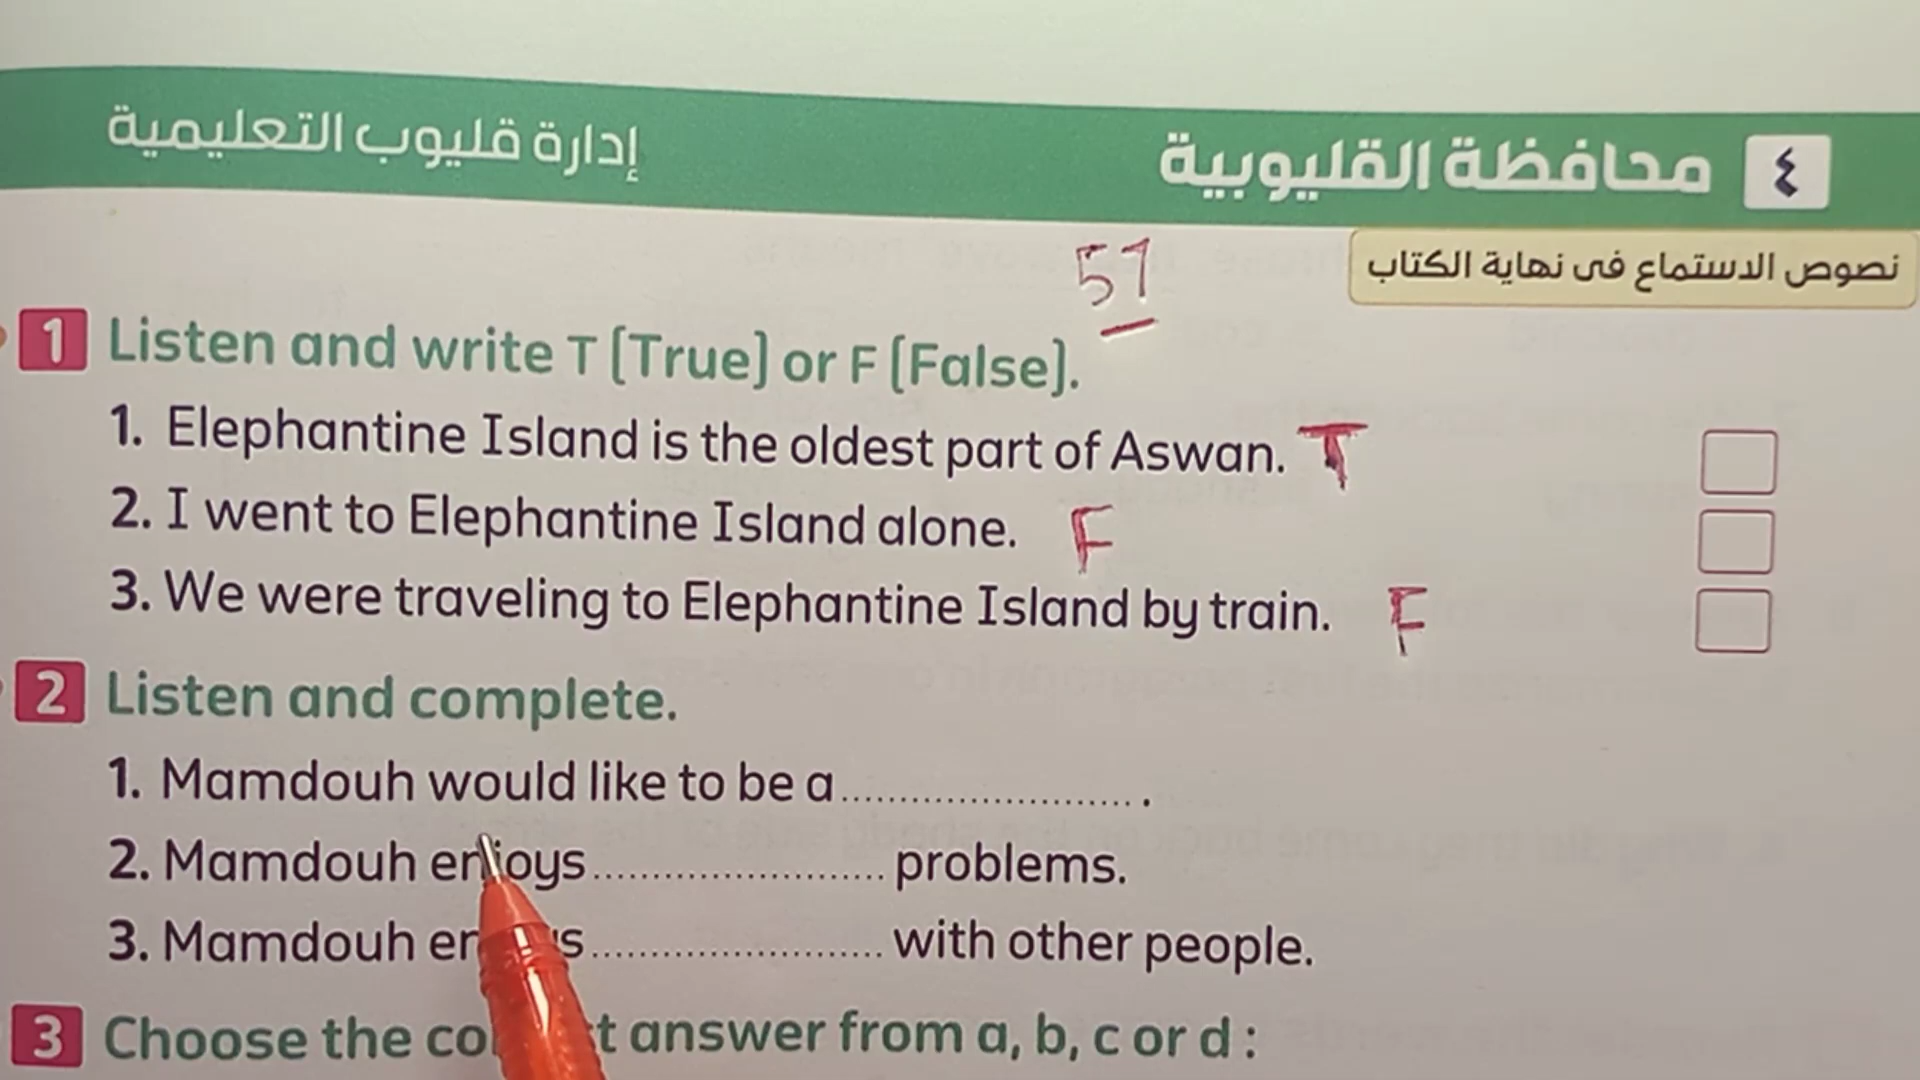 ٤ محافظة القليوبية إدارة قليوب التعليمية
نصوص الاستماع فى نهاية الكتاب
57
1 Listen and write T (True) or F (False).
1. Elephantine Island is the oldest part of Aswan. T
2. I went to Elephantine Island alone. F
3. We were traveling to Elephantine Island by train. F
2 Listen and complete.
1. Mamdouh would like to be a ........................ .
2. Mamdouh enjoys ........................ problems.
3. Mamdouh ........................ with other people.
3 Choose the answer from a, b, c or d :